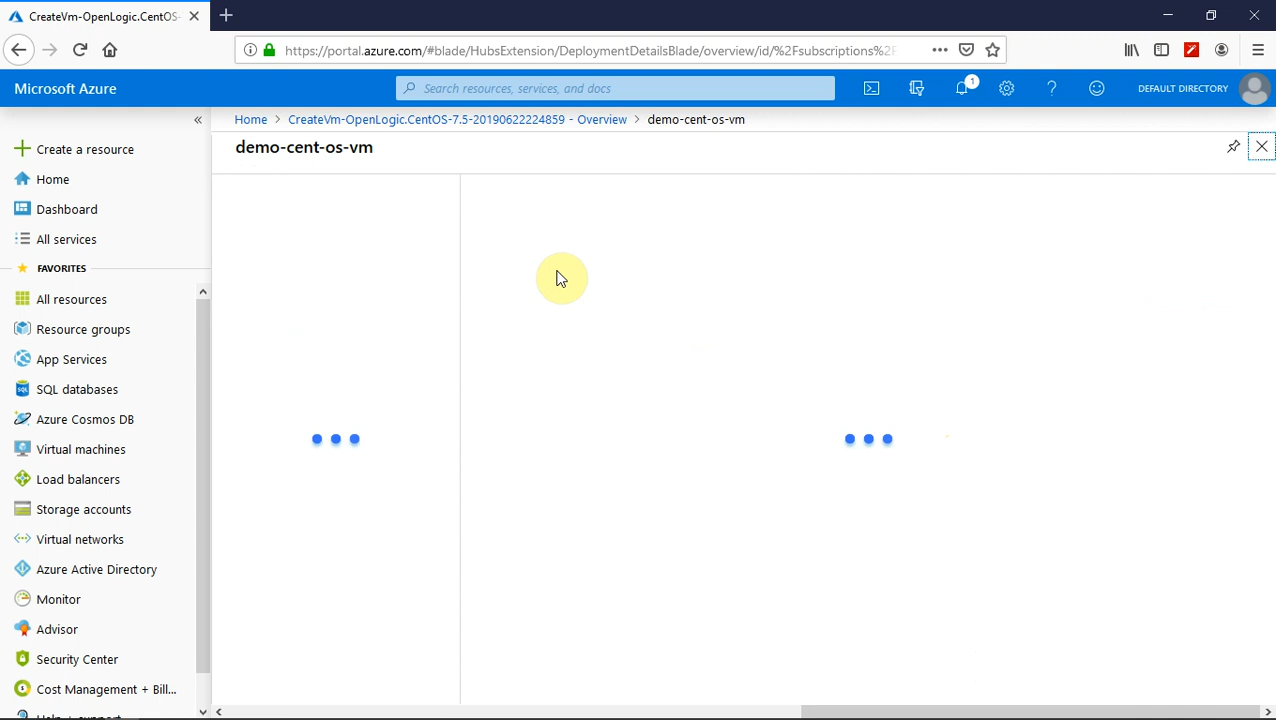 CreateVm-OpenLogic.CentOS-
https://portal.azure.com/#blade/HubsExtension/DeploymentDetailsBlade/overview/id/%2Fsubscriptions%2F
Microsoft Azure
Search resources, services, and docs
1
DEFAULT DIRECTORY
Home > CreateVm-OpenLogic.CentOS-7.5-20190622224859 - Overview > demo-cent-os-vm
demo-cent-os-vm
Create a resource
Home
Dashboard
All services
FAVORITES
All resources
Resource groups
App Services
SQL databases
Azure Cosmos DB
Virtual machines
Load balancers
Storage accounts
Virtual networks
Azure Active Directory
Monitor
Advisor
Security Center
Cost Management + Bill...